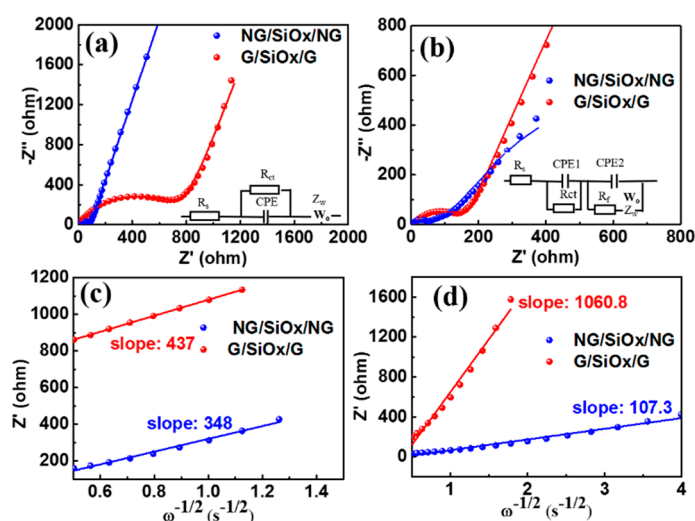 (a)
NG/SiOx/NG
G/SiOx/G
-Z'' (ohm)
2000
1600
1200
800
400
0
R_s
R_ct
CPE
Z_w
W_o
0 400 800 1200 1600 2000
Z' (ohm)
(b)
NG/SiOx/NG
G/SiOx/G
-Z'' (ohm)
800
600
400
200
0
R_s
CPE1
CPE2
Rct
R_f
W_o
Z_w
0 200 400 600 800
Z' (ohm)
(c)
NG/SiOx/NG
G/SiOx/G
slope: 437
slope: 348
Z' (ohm)
1200
1000
800
600
400
200
0.6 0.8 1.0 1.2 1.4
ω^-1/2 (s^-1/2)
(d)
slope: 1060.8
NG/SiOx/NG
G/SiOx/G
slope: 107.3
Z' (ohm)
1600
1200
800
400
0
1 2 3 4
ω^-1/2 (s^-1/2)